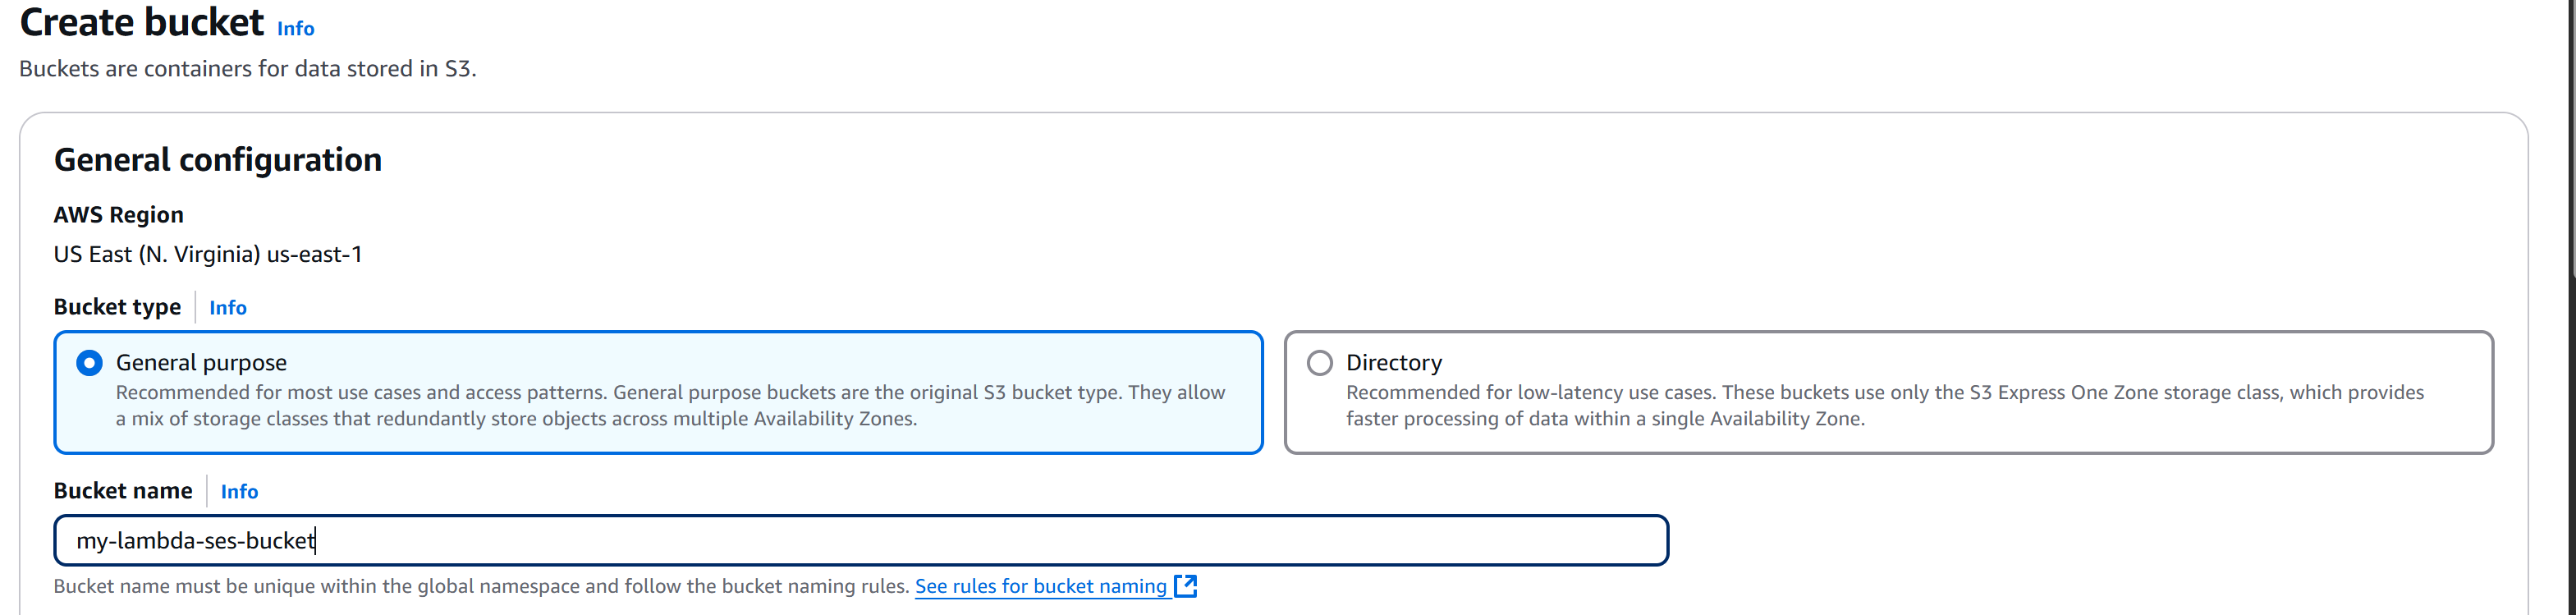 Create bucket Info
Buckets are containers for data stored in S3.
General configuration
AWS Region
US East (N. Virginia) us-east-1
Bucket type Info
General purpose
Recommended for most use cases and access patterns. General purpose buckets are the original S3 bucket type. They allow
a mix of storage classes that redundantly store objects across multiple Availability Zones.
Directory
Recommended for low-latency use cases. These buckets use only the S3 Express One Zone storage class, which provides
faster processing of data within a single Availability Zone.
Bucket name Info
my-lambda-ses-bucket
Bucket name must be unique within the global namespace and follow the bucket naming rules. See rules for bucket naming